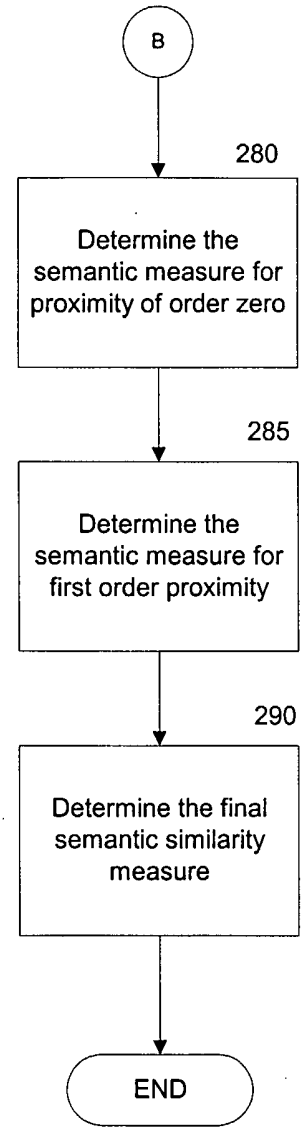 B
280
Determine the
semantic measure for
proximity of order zero
285
Determine the
semantic measure for
first order proximity
290
Determine the final
semantic similarity
measure
END